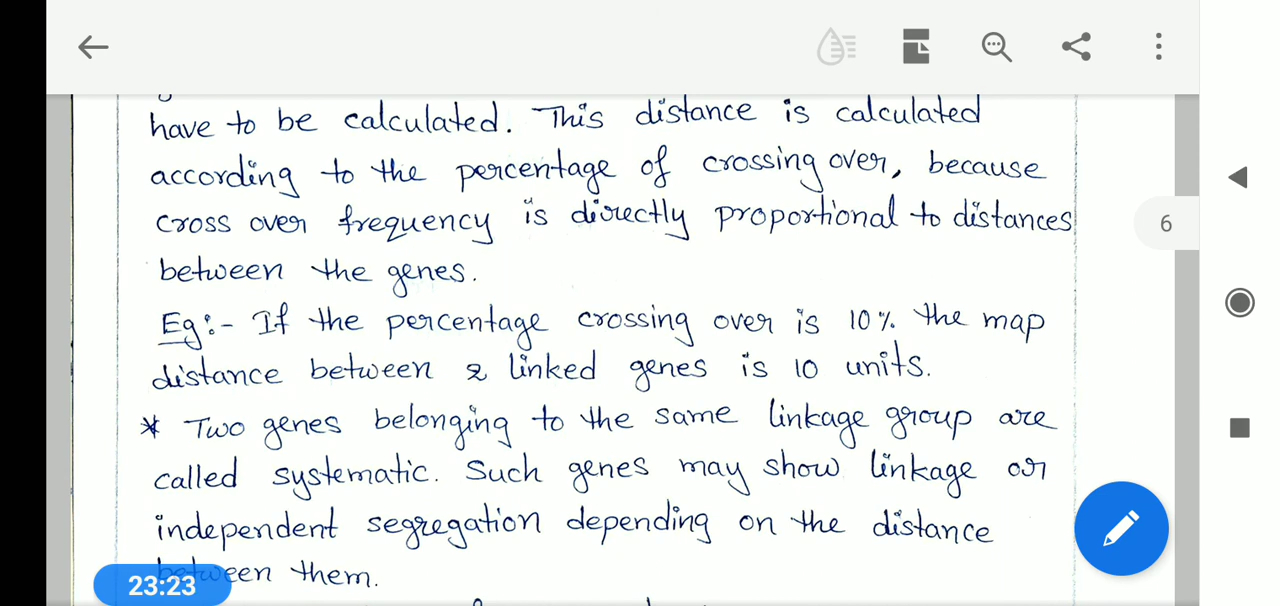 have to be calculated. This distance is calculated
according to the percentage of crossing over, because
cross over frequency is directly proportional to distances
between the genes.
Eg:- If the percentage crossing over is 10% the map
distance between 2 linked genes is 10 units.
* Two genes belonging to the same linkage group are
called systematic. Such genes may show linkage or
independent segregation depending on the distance
between them.
6
23:23